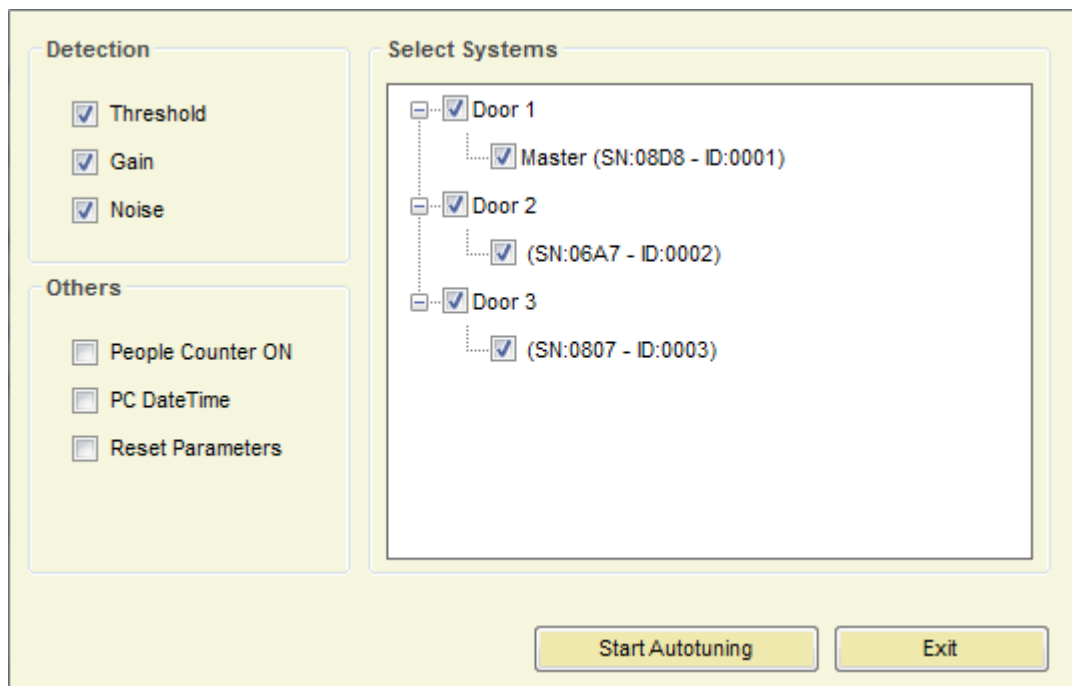 Detection
Threshold
Gain
Noise
Others
People Counter ON
PC DateTime
Reset Parameters
Select Systems
Door 1
Master (SN:08D8 - ID:0001)
Door 2
(SN:06A7 - ID:0002)
Door 3
(SN:0807 - ID:0003)
Start Autotuning
Exit